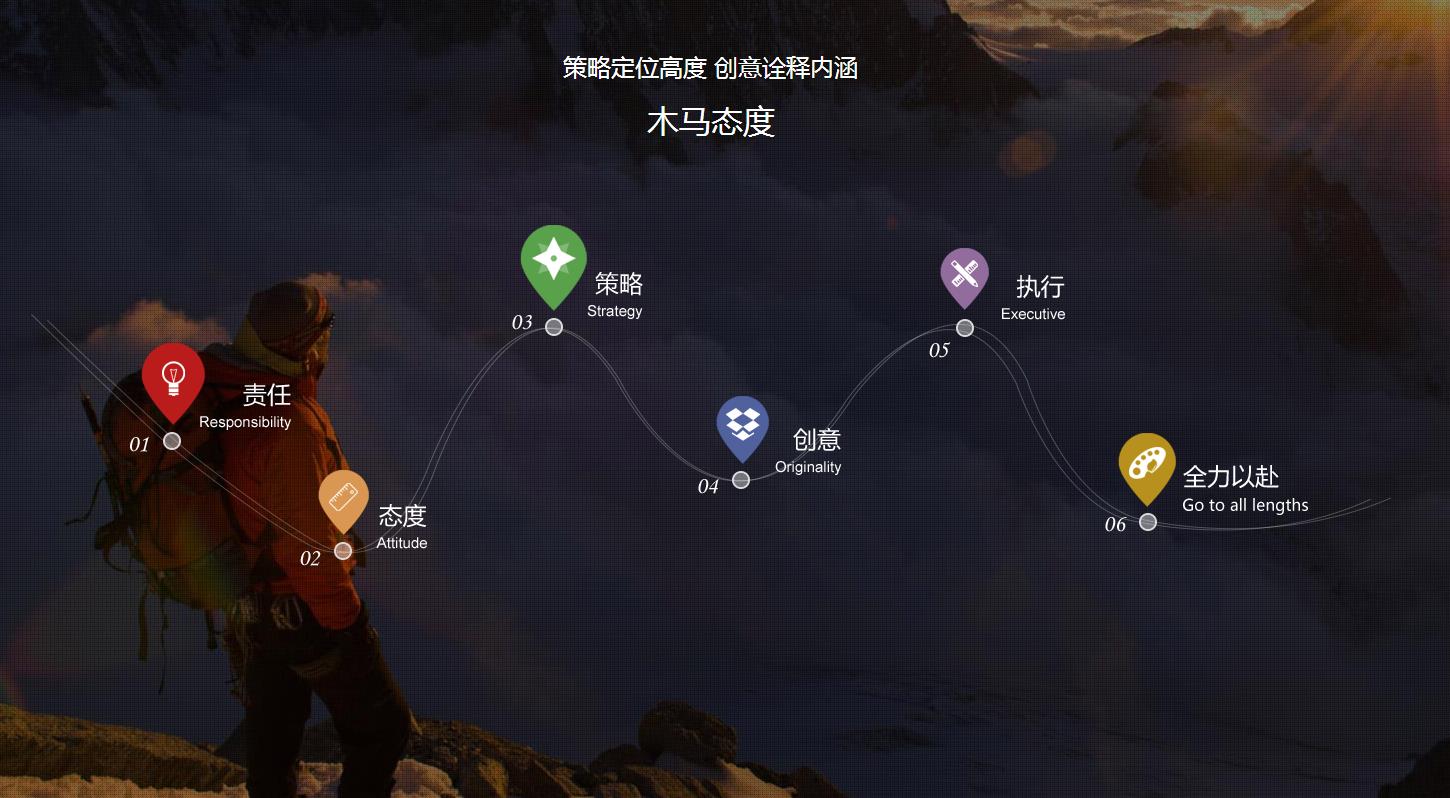 策略定位高度 创意诠释内涵
木马态度
01
责任
Responsibility
02
态度
Attitude
03
策略
Strategy
04
创意
Originality
05
执行
Executive
06
全力以赴
Go to all lengths